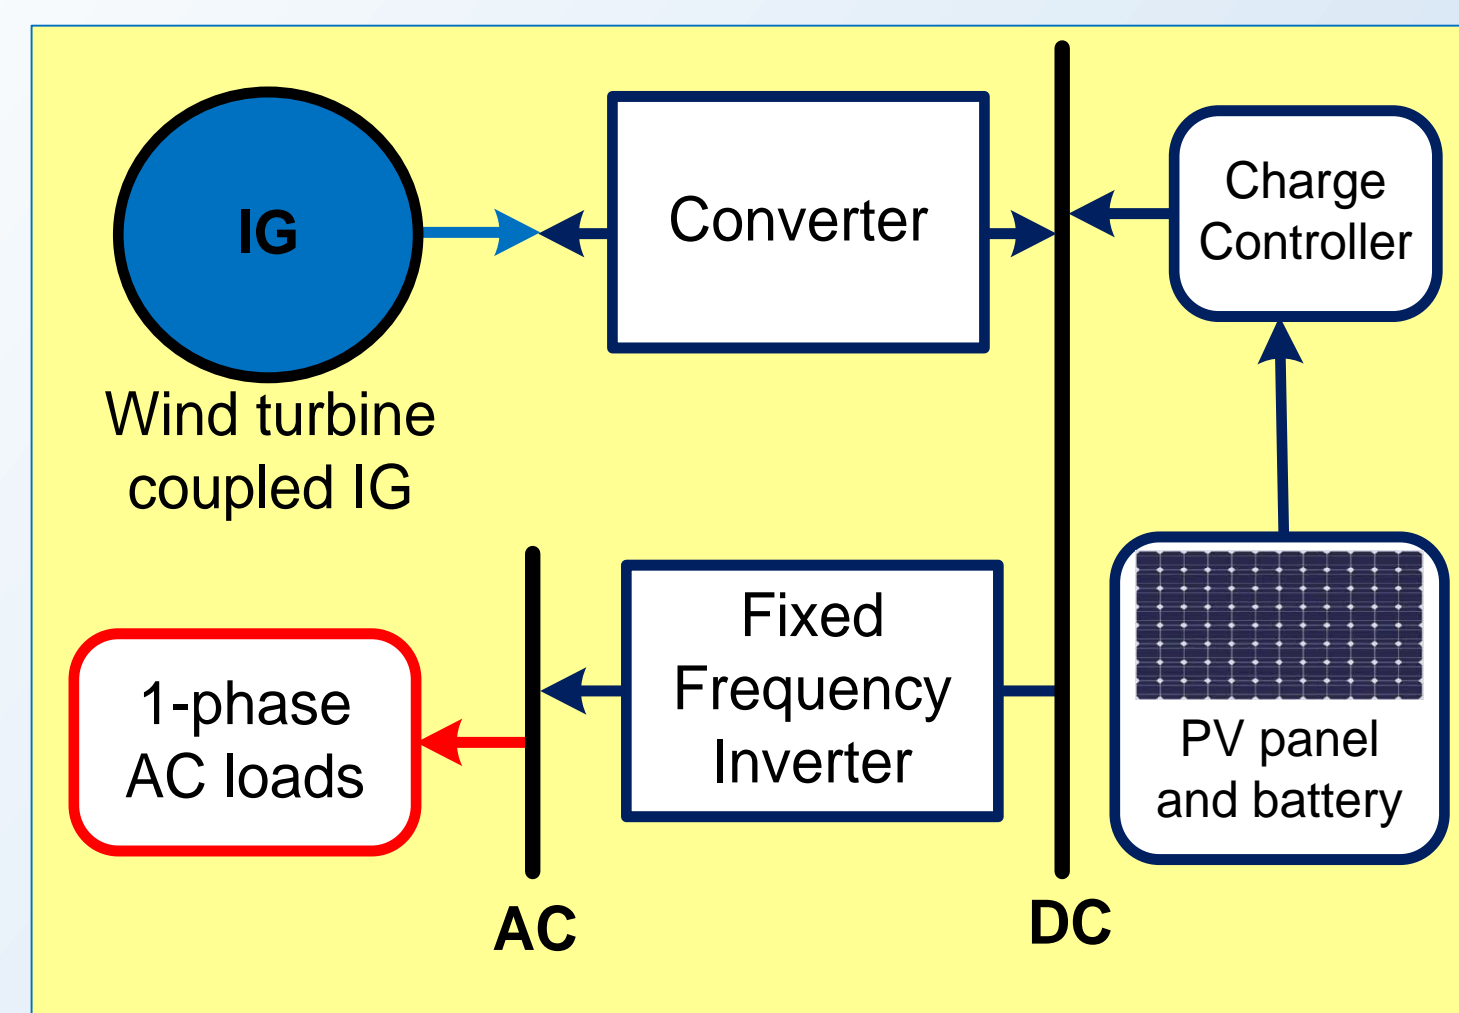 IG
Wind turbine
coupled IG
Converter
Charge
Controller
Fixed
Frequency
Inverter
1-phase
AC loads
PV panel
and battery
AC
DC